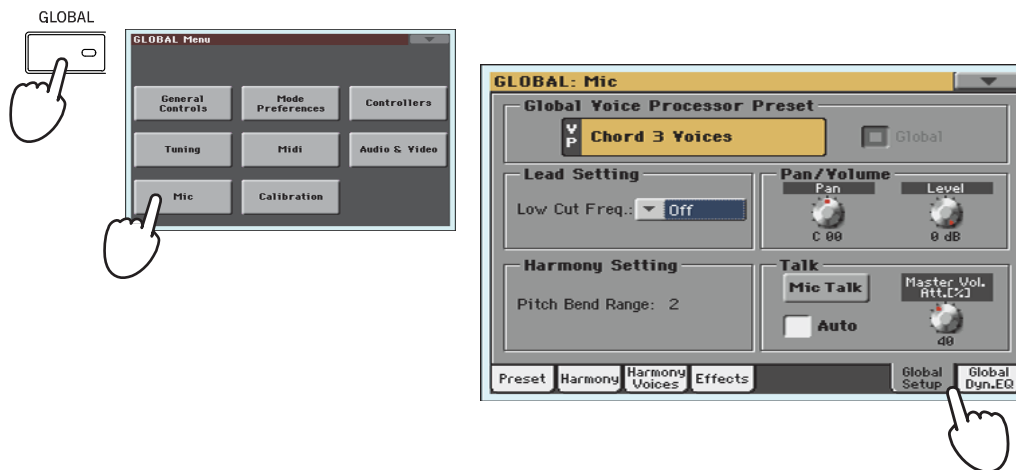 GLOBAL
GLOBAL Menu
General Controls
Mode Preferences
Controllers
Tuning
Midi
Audio & Video
Mic
Calibration
GLOBAL: Mic
Global Voice Processor Preset
VP
Chord 3 Voices
Global
Lead Setting
Low Cut Freq.: Off
Pan/Volume
Pan
Level
C 00
0 dB
Harmony Setting
Pitch Bend Range: 2
Talk
Mic Talk
Master Vol.
Att.[%]
Auto
40
Preset
Harmony
Harmony Voices
Effects
Global Setup
Global Dyn.EQ